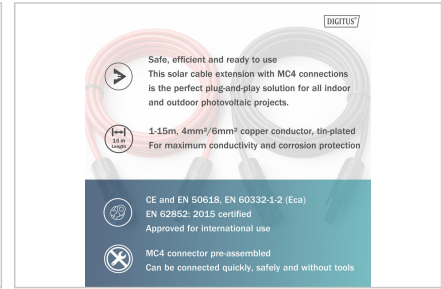 DIGITUS®
Safe, efficient and ready to use
This solar cable extension with MC4 connections
is the perfect plug-and-play solution for all indoor
and outdoor photovoltaic projects.
15 m
Length
1-15m, 4mm²/6mm² copper conductor, tin-plated
For maximum conductivity and corrosion protection
CE and EN 50618, EN 60332-1-2 (Eca)
EN 62852: 2015 certified
Approved for international use
MC4 connector pre-assembled
Can be connected quickly, safely and without tools